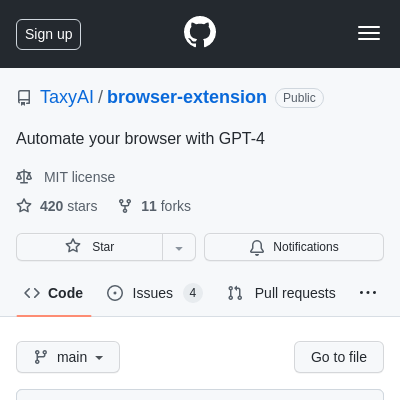 Sign up
TaxyAI / browser-extension Public
Automate your browser with GPT-4
MIT license
420 stars 11 forks
Star Notifications
Code Issues 4 Pull requests
main Go to file